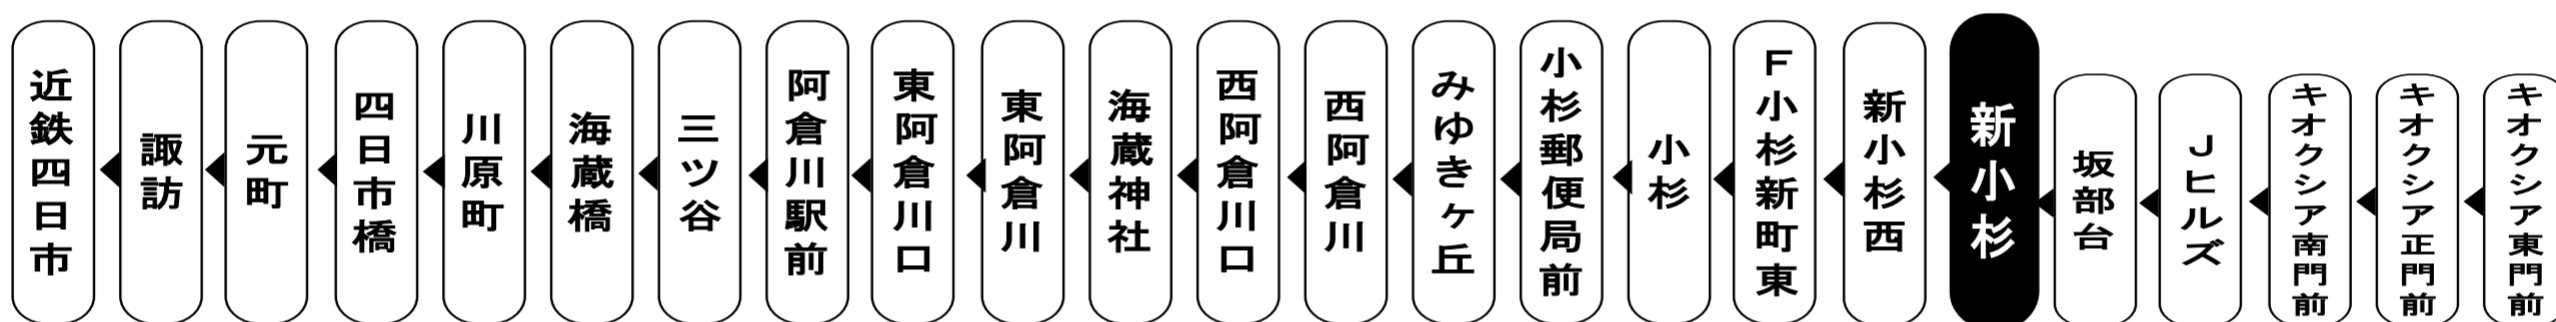 近鉄四日市
諏訪
元町
四日市橋
川原町
海蔵橋
三ツ谷
阿倉川駅前
東阿倉川口
東阿倉川
海蔵神社
西阿倉川口
西阿倉川
みゆきヶ丘
小杉郵便局前
小杉
F小杉新町東
新小杉西
新小杉
坂部台
Jヒルズ
キオクシア南門前
キオクシア正門前
キオクシア東門前